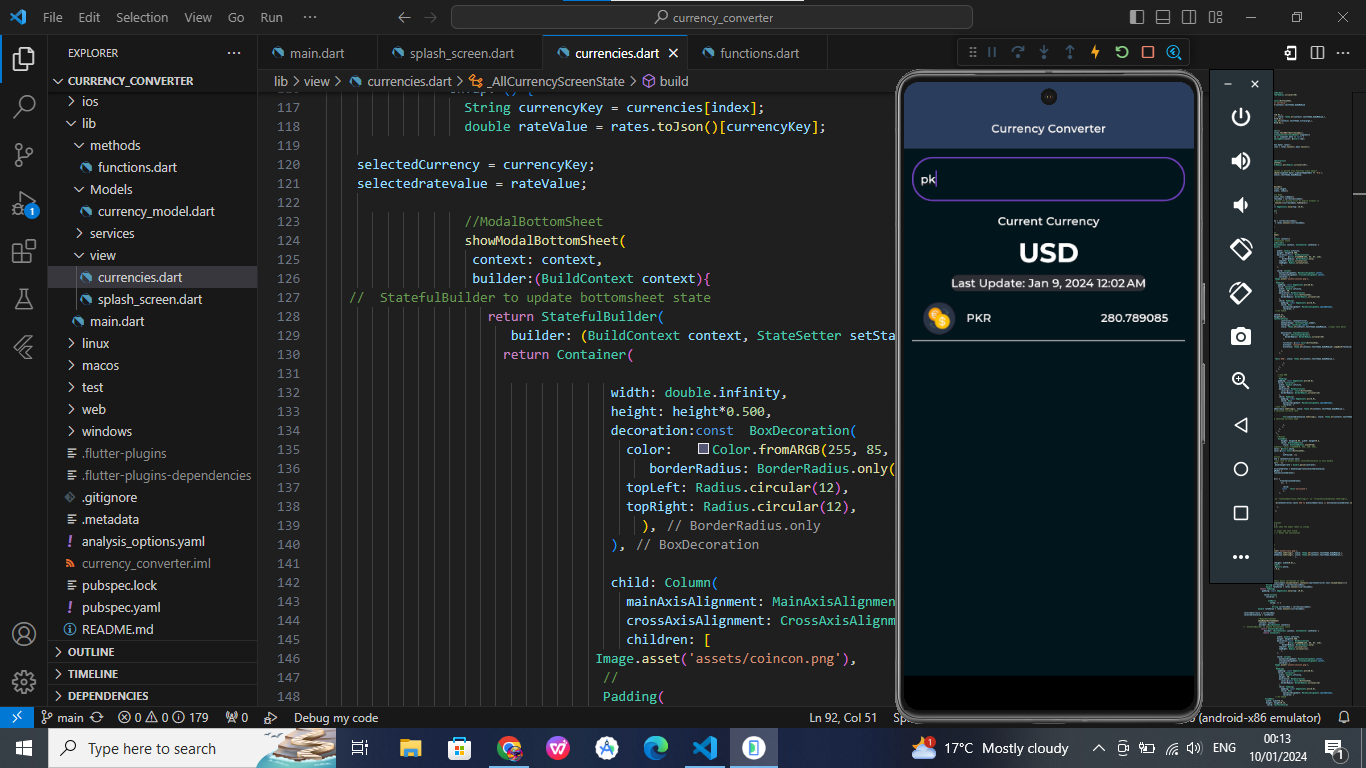 File Edit Selection View Go Run ··· currency_converter
EXPLORER ···
CURRENCY_CONVERTER
ios
lib
methods
functions.dart
Models
currency_model.dart
services
view
currencies.dart
splash_screen.dart
main.dart
linux
macos
test
web
windows
.flutter-plugins
.flutter-plugins-dependencies
.gitignore
.metadata
analysis_options.yaml
currency_converter.iml
pubspec.lock
pubspec.yaml
README.md
OUTLINE
TIMELINE
DEPENDENCIES
1
main.dart splash_screen.dart currencies.dart functions.dart
lib > view > currencies.dart > _AllCurrencyScreenState > build
117 String currencyKey = currencies[index];
118 double rateValue = rates.toJson()[currencyKey];
119
120 selectedCurrency = currencyKey;
121 selectedratevalue = rateValue;
122
123 //ModalBottomSheet
124 showModalBottomSheet(
125 context: context,
126 builder:(BuildContext context){
127 // StatefulBuilder to update bottomsheet state
128 return StatefulBuilder(
129 builder: (BuildContext context, StateSetter setSta
130 return Container(
131
132 width: double.infinity,
133 height: height*0.500,
134 decoration:const BoxDecoration(
135 color: Color.fromARGB(255, 85,
136 borderRadius: BorderRadius.only(
137 topLeft: Radius.circular(12),
138 topRight: Radius.circular(12),
139 ), // BorderRadius.only
140 ), // BoxDecoration
141
142 child: Column(
143 mainAxisAlignment: MainAxisAlignmen
144 crossAxisAlignment: CrossAxisAlignm
145 children: [
146 Image.asset('assets/coincon.png'),
147 //
148 Padding(
Currency Converter
pk
Current Currency
USD
Last Update: Jan 9, 2024 12:02 AM
PKR 280.789085
main 0 0 179 0 Debug my code Ln 92, Col 51 (android-x86 emulator)
Type here to search 17°C Mostly cloudy ENG 00:13
10/01/2024
1